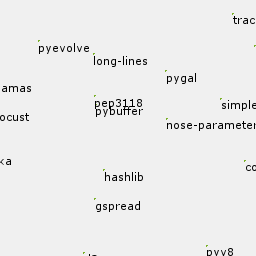 trac
pyevolve
long-lines
pygal
amas
pep3118
simple
pybuffer
ocust
nose-parameter
ka
co
hashlib
gspread
pyv8